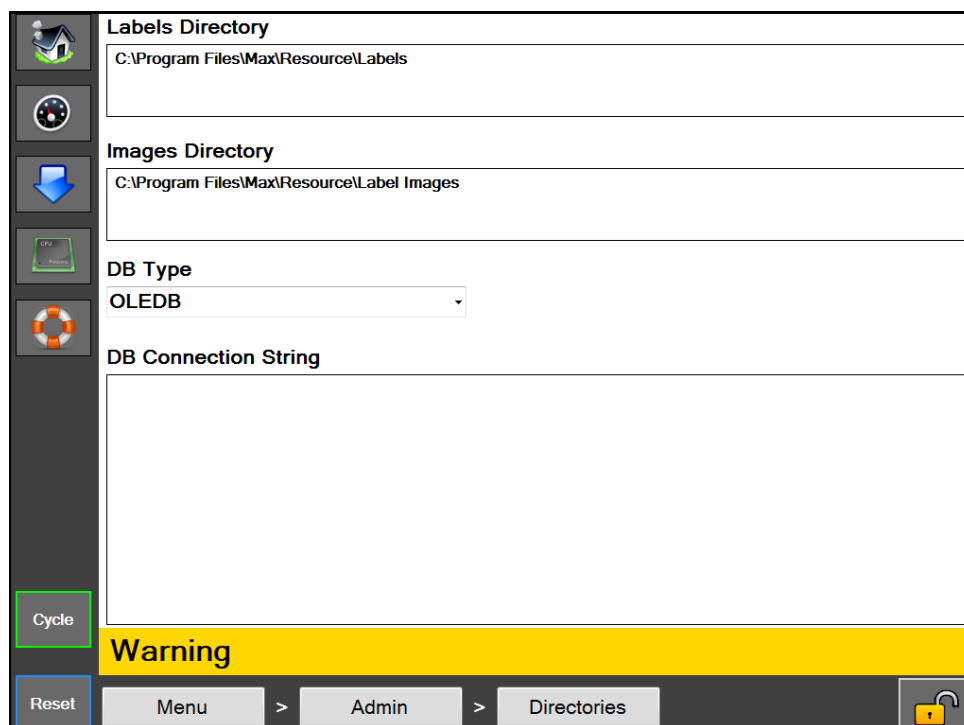 Labels Directory
C:\Program Files\Max\Resource\Labels
Images Directory
C:\Program Files\Max\Resource\Label Images
CPU
DB Type
OLEDB
DB Connection String
Cycle
Warning
Reset
Menu > Admin > Directories